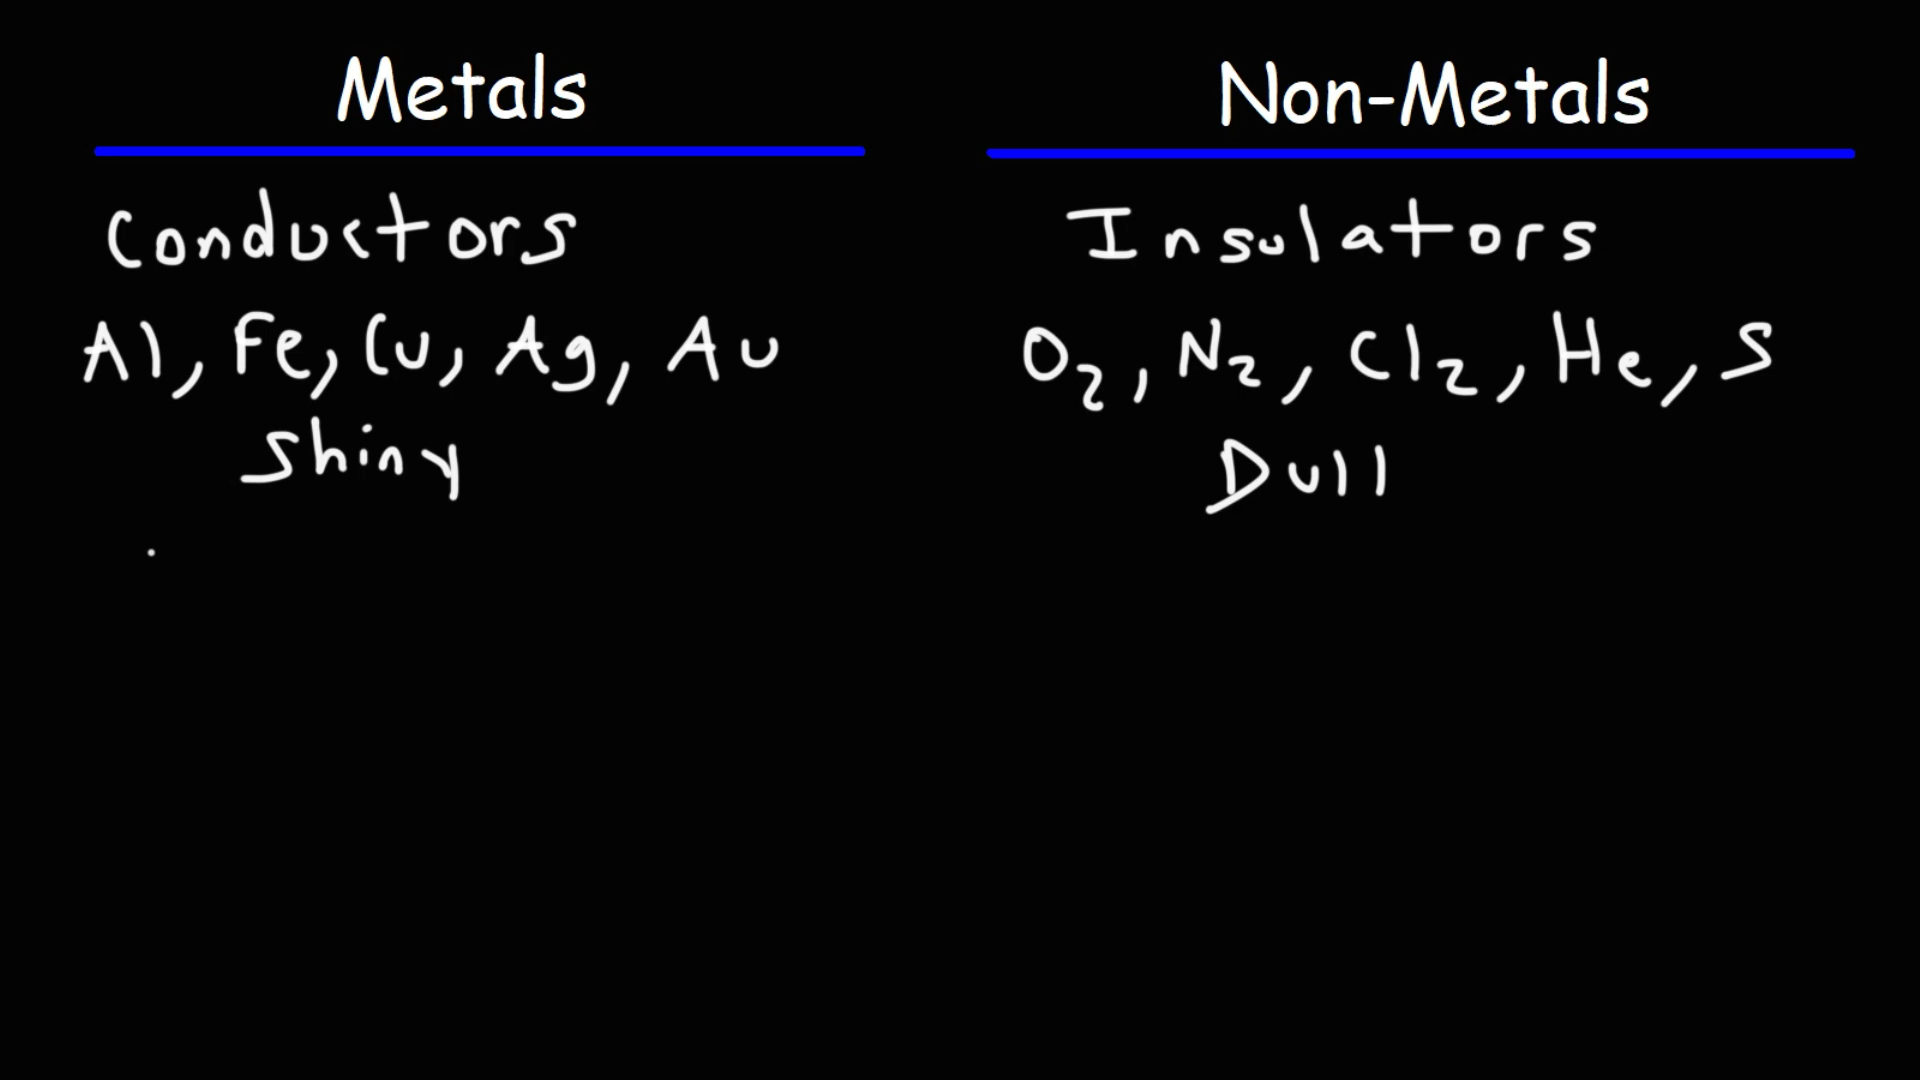 Metals
Conductors
Al, Fe, Cu, Ag, Au
Shiny
Non-Metals
Insulators
O₂, N₂, Cl₂, He, S
Dull